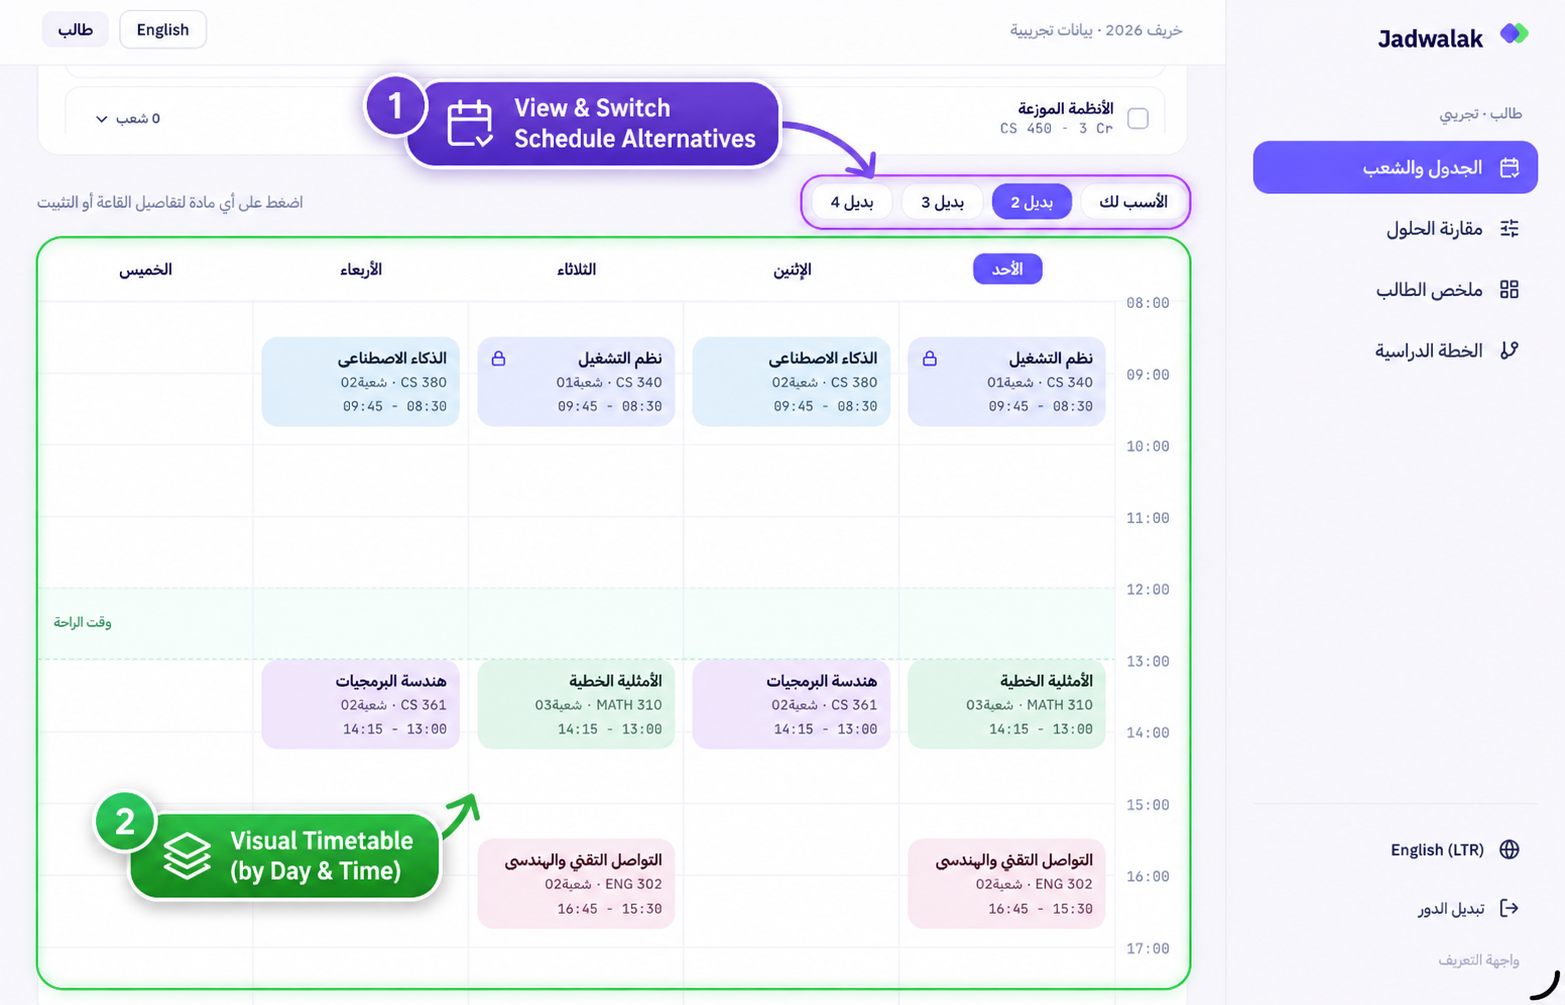 Jadwalak
طالب · تجريبي
الجدول والشعب
مقارنة الحلول
ملخص الطالب
الخطة الدراسية
English (LTR)
تبديل الدور
واجهة التعريف
خريف 2026 · بيانات تجريبية
English
طالب
الأنظمة الموزعة
CS 450 - 3 Cr
0 شعب
1
View & Switch
Schedule Alternatives
الأنسب لك
بديل 2
بديل 3
بديل 4
اضغط على أي مادة لتفاصيل القاعة أو التثبيت
الأحد
الإثنين
الثلاثاء
الأربعاء
الخميس
08:00
نظم التشغيل
CS 340 · شعبة01
08:30 - 09:45
الذكاء الاصطناعي
CS 380 · شعبة02
08:30 - 09:45
نظم التشغيل
CS 340 · شعبة01
08:30 - 09:45
الذكاء الاصطناعي
CS 380 · شعبة02
08:30 - 09:45
09:00
10:00
11:00
12:00
وقت الراحة
13:00
الأمثلية الخطية
MATH 310 · شعبة03
13:00 - 14:15
هندسة البرمجيات
CS 361 · شعبة02
13:00 - 14:15
الأمثلية الخطية
MATH 310 · شعبة03
13:00 - 14:15
هندسة البرمجيات
CS 361 · شعبة02
13:00 - 14:15
14:00
15:00
التواصل التقني والهندسي
ENG 302 · شعبة02
15:30 - 16:45
التواصل التقني والهندسي
ENG 302 · شعبة02
15:30 - 16:45
16:00
17:00
2
Visual Timetable
(by Day & Time)